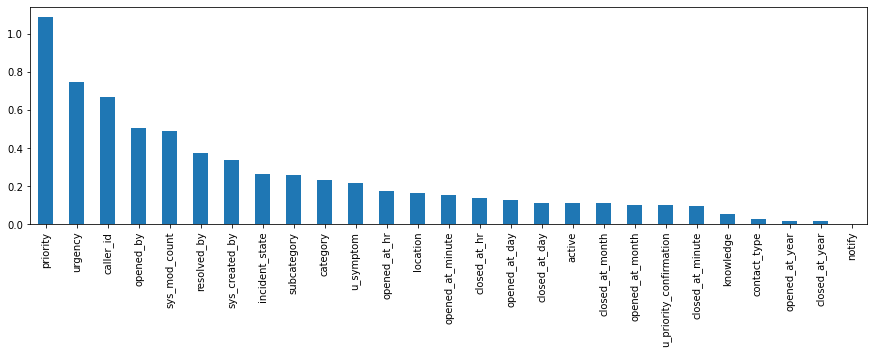 1.0
0.8
0.6
0.4
0.2
0.0
priority
urgency
caller_id
opened_by
sys_mod_count
resolved_by
sys_created_by
incident_state
subcategory
category
u_symptom
opened_at_hr
location
opened_at_minute
closed_at_hr
opened_at_day
closed_at_day
active
closed_at_month
opened_at_month
u_priority_confirmation
closed_at_minute
knowledge
contact_type
opened_at_year
closed_at_year
notify